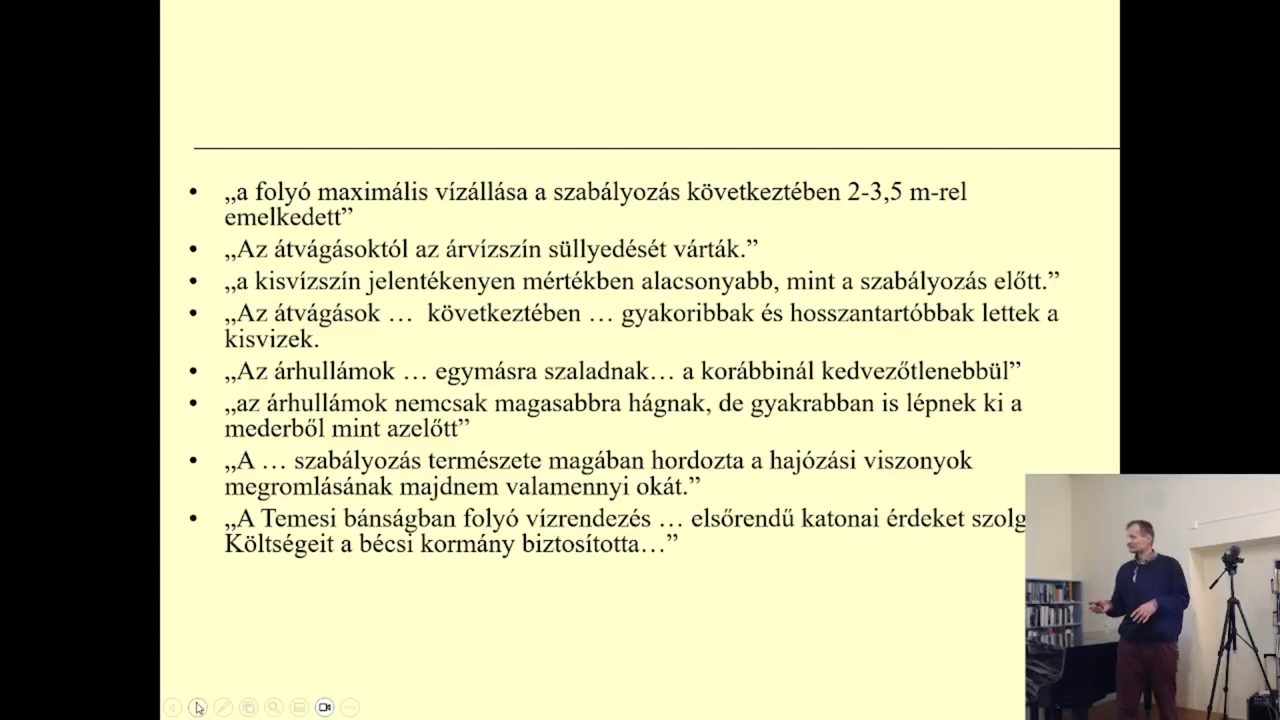 • „a folyó maximális vízállása a szabályozás következtében 2-3,5 m-rel
emelkedett”
• „Az átvágásoktól az árvízszín süllyedését várták.”
• „a kisvízszín jelentékenyen mértékben alacsonyabb, mint a szabályozás előtt.”
• „Az átvágások … következtében … gyakoribbak és hosszantartóbbak lettek a
kisvizek.
• „Az árhullámok … egymásra szaladnak… a korábbinál kedvezőtlenebbül”
• „az árhullámok nemcsak magasabbra hágnak, de gyakrabban is lépnek ki a
mederből mint azelőtt”
• „A … szabályozás természete magában hordozta a hajózási viszonyok
megromlásának majdnem valamennyi okát.”
• „A Temesi bánságban folyó vízrendezés … elsőrendű katonai érdeket szolg
Költségeit a bécsi kormány biztosította…”